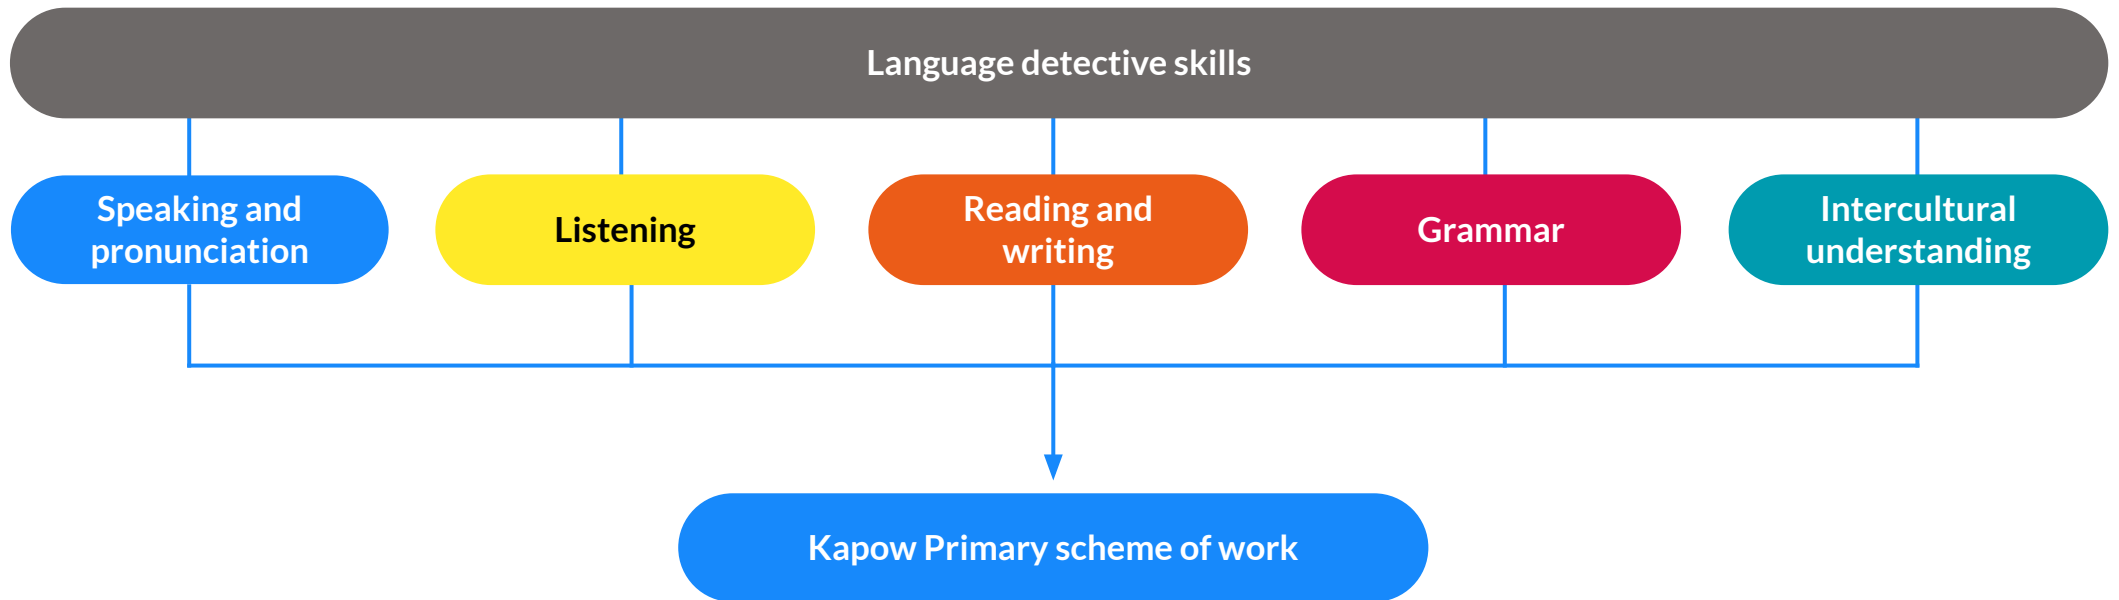 Language detective skills
Speaking and
pronunciation
Listening
Reading and
writing
Grammar
Intercultural
understanding
Kapow Primary scheme of work